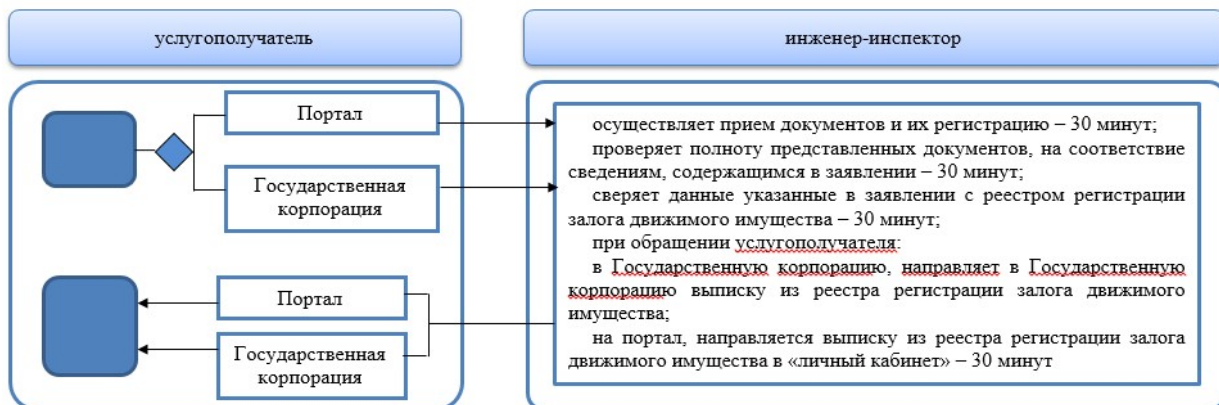 услугополучатель
инженер-инспектор
Портал
Государственная
корпорация
осуществляет прием документов и их регистрацию – 30 минут;
проверяет полноту представленных документов, на соответствие
сведениям, содержащимся в заявлении – 30 минут;
сверяет данные указанные в заявлении с реестром регистрации
залога движимого имущества – 30 минут;
при обращении услугополучателя:
в Государственную корпорацию, направляет в Государственную
корпорацию выписку из реестра регистрации залога движимого
имущества;
на портал, направляется выписку из реестра регистрации залога
движимого имущества в «личный кабинет» – 30 минут
Портал
Государственная
корпорация